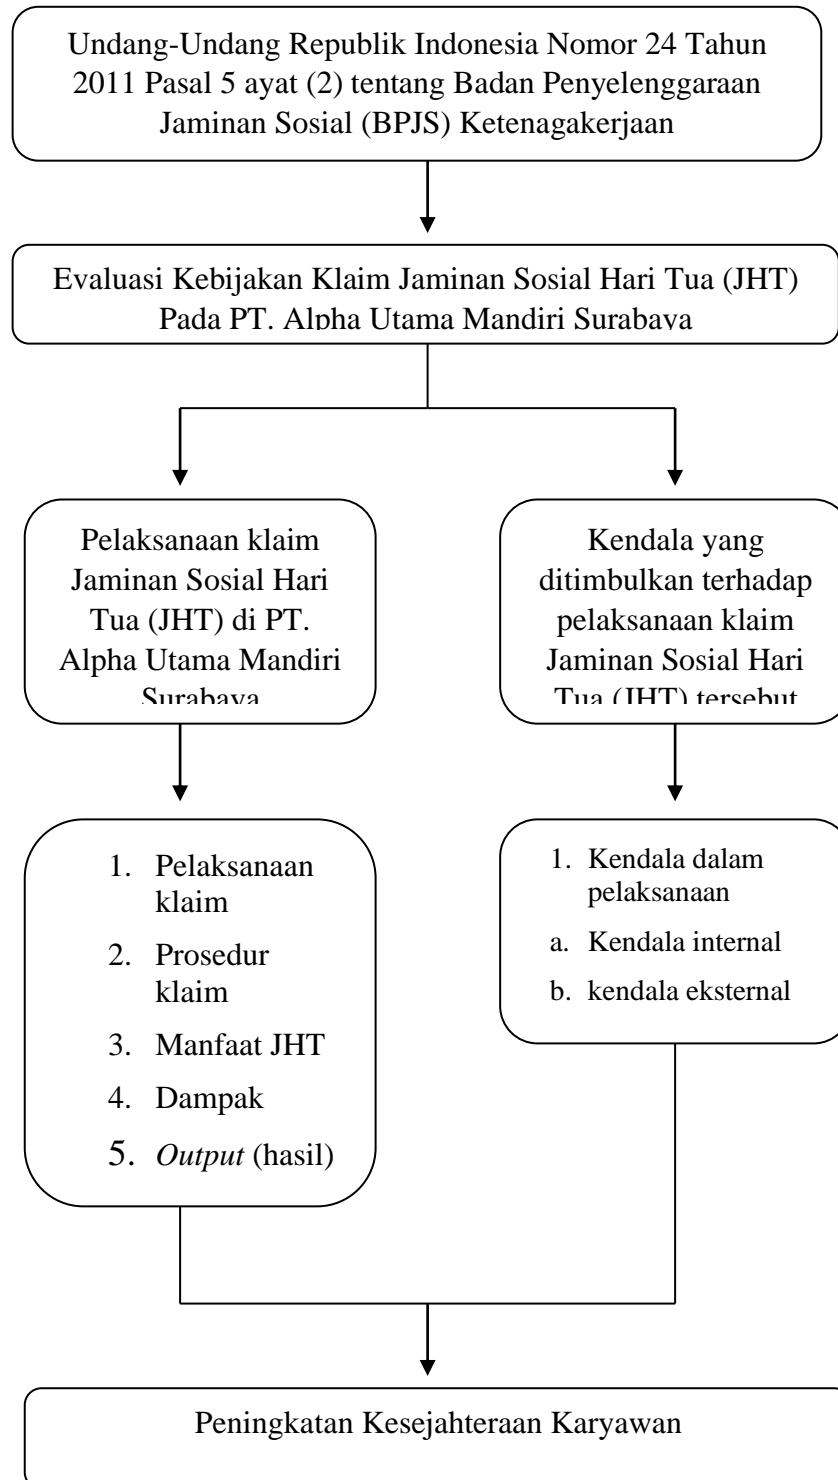 Undang-Undang Republik Indonesia Nomor 24 Tahun
2011 Pasal 5 ayat (2) tentang Badan Penyelenggaraan
Jaminan Sosial (BPJS) Ketenagakerjaan
Evaluasi Kebijakan Klaim Jaminan Sosial Hari Tua (JHT)
Pada PT. Alpha Utama Mandiri Surabaya
Pelaksanaan klaim
Jaminan Sosial Hari
Tua (JHT) di PT.
Alpha Utama Mandiri
Surabaya
Kendala yang
ditimbulkan terhadap
pelaksanaan klaim
Jaminan Sosial Hari
Tua (JHT) tersebut
1. Pelaksanaan
klaim
2. Prosedur
klaim
3. Manfaat JHT
4. Dampak
5. Output (hasil)
1. Kendala dalam
pelaksanaan
a. Kendala internal
b. kendala eksternal
Peningkatan Kesejahteraan Karyawan